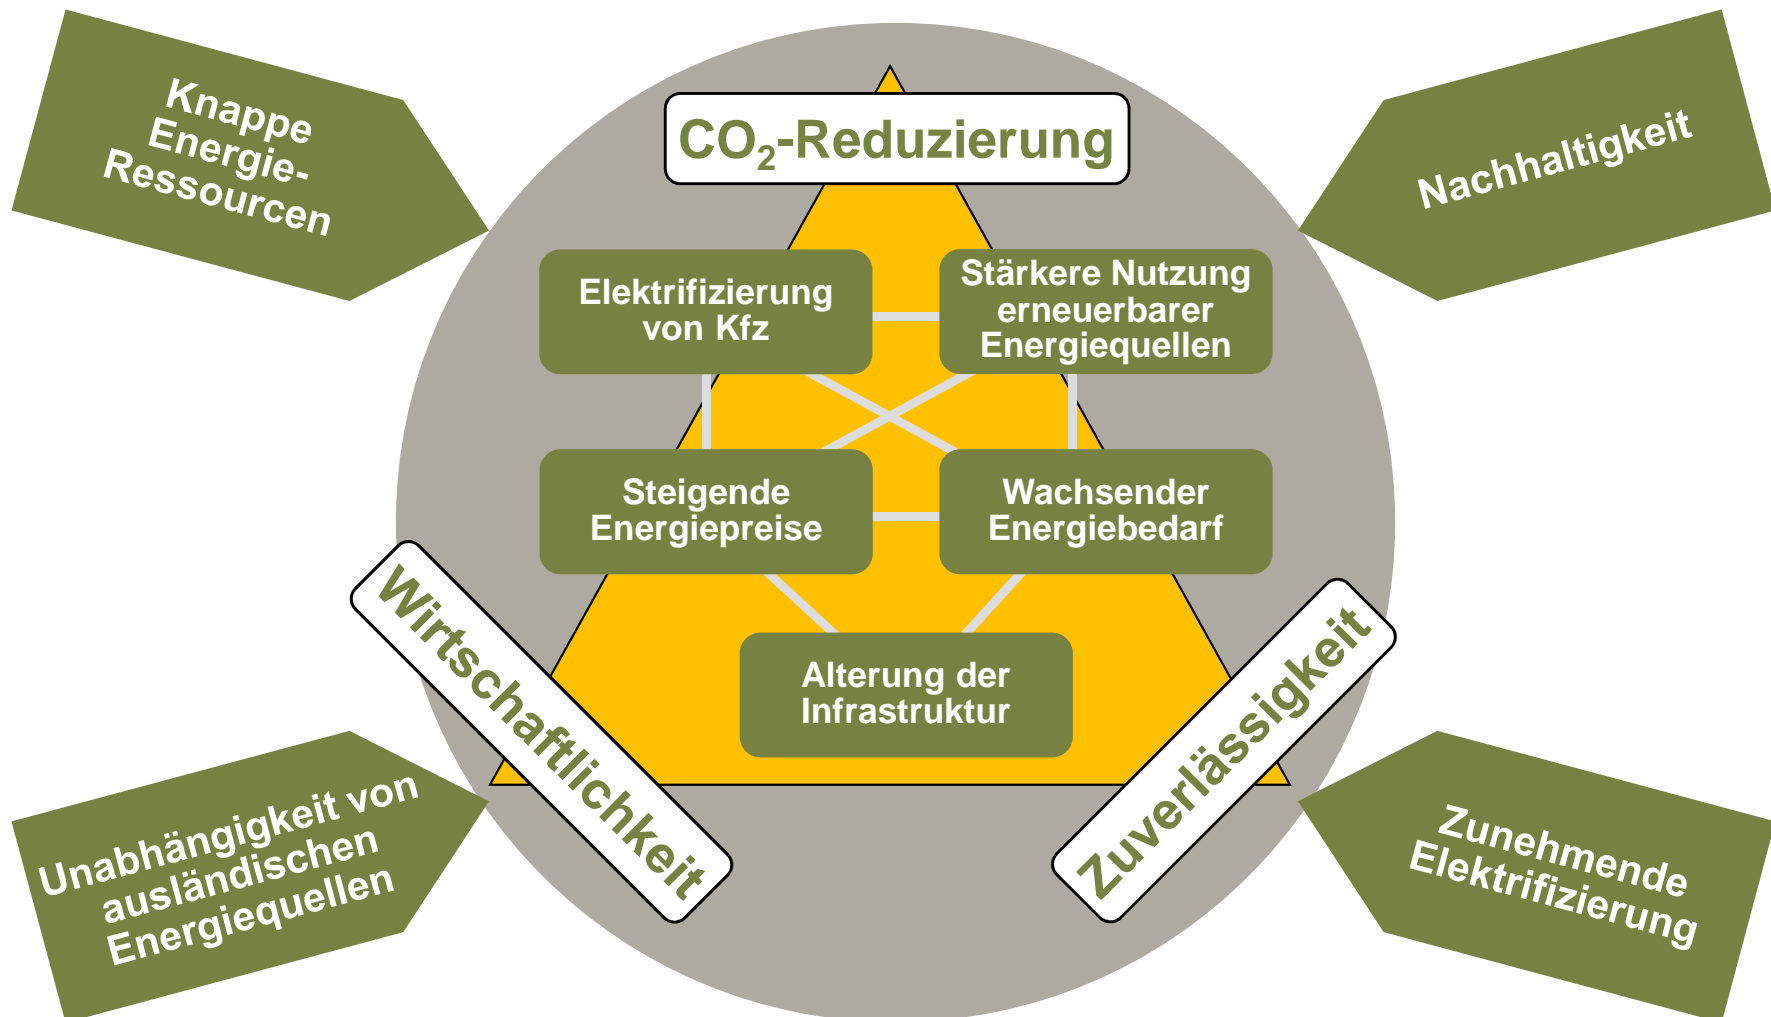 Knappe
Energie-
Ressourcen
CO₂-Reduzierung
Nachhaltigkeit
Elektrifizierung
von Kfz
Stärkere Nutzung
erneuerbarer
Energiequellen
Steigende
Energiepreise
Wachsender
Energiebedarf
Wirtschaftlichkeit
Alterung der
Infrastruktur
Zuverlässigkeit
Unabhängigkeit von
ausländischen
Energiequellen
Zunehmende
Elektrifizierung